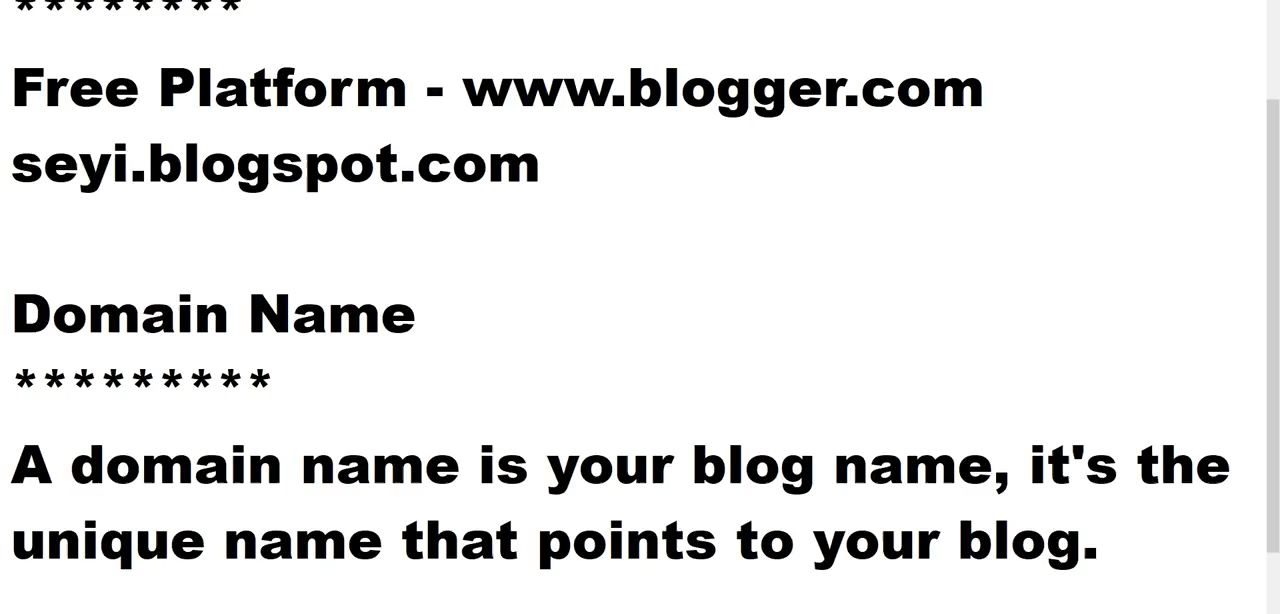 ********
Free Platform - www.blogger.com
seyi.blogspot.com
Domain Name
*********
A domain name is your blog name, it's the
unique name that points to your blog.